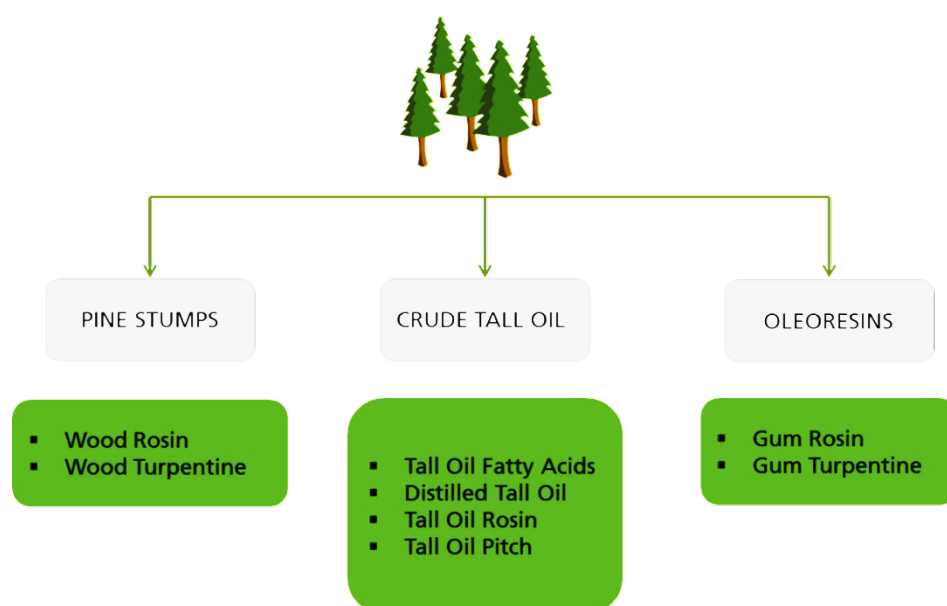 PINE STUMPS
CRUDE TALL OIL
OLEORESINS
▪ Wood Rosin
▪ Wood Turpentine
▪ Tall Oil Fatty Acids
▪ Distilled Tall Oil
▪ Tall Oil Rosin
▪ Tall Oil Pitch
▪ Gum Rosin
▪ Gum Turpentine